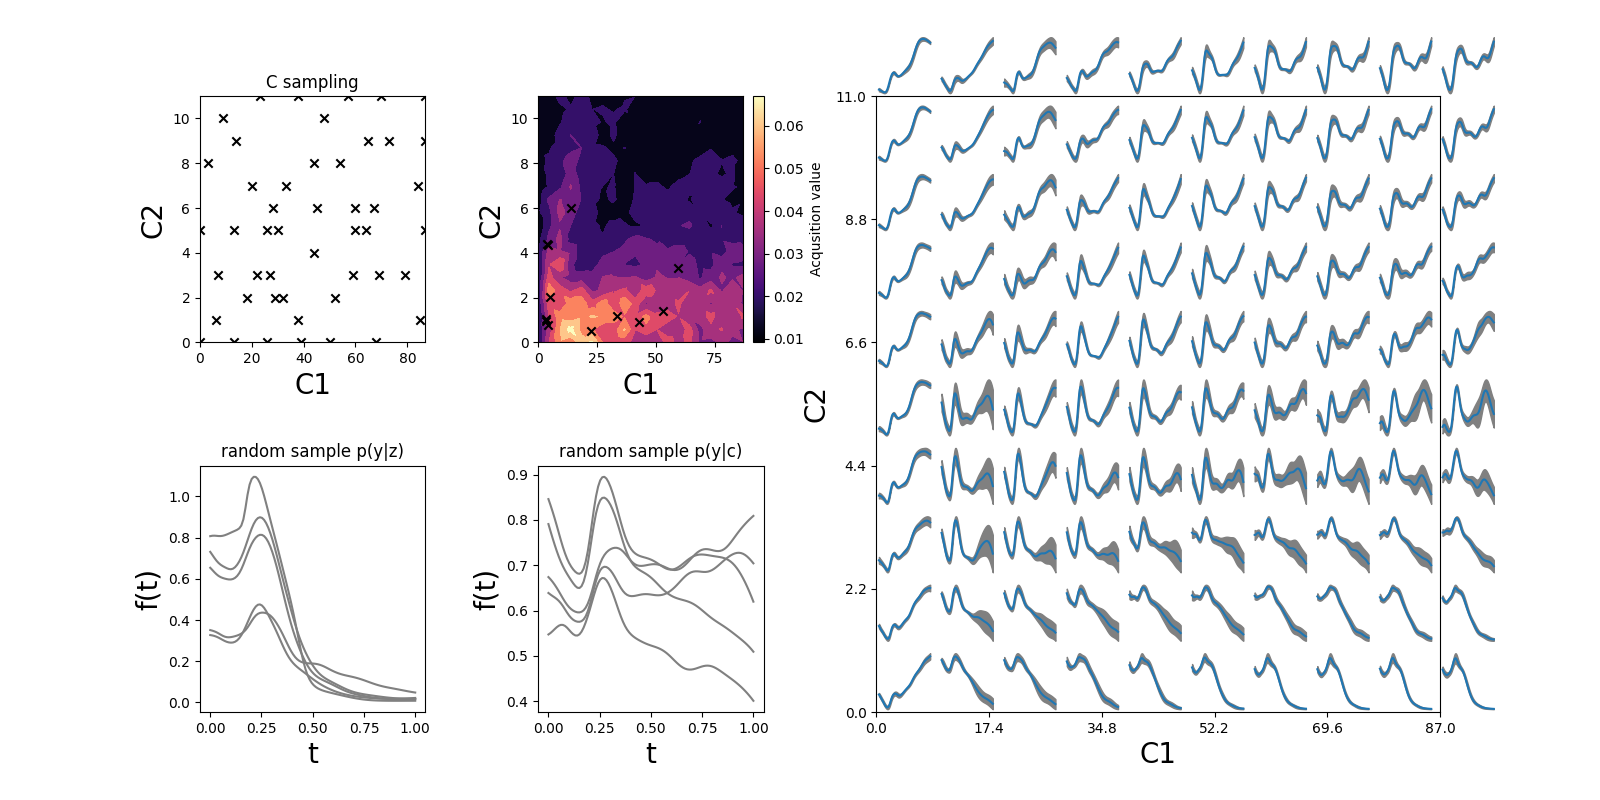 C sampling
C2
10
8
6
4
2
0
0 20 40 60 80
C1
C2
10
8
6
4
2
0
0 25 50 75
C1
0.06
0.05
0.04
0.03
0.02
0.01
Acqusition value
random sample p(y|z)
f(t)
1.0
0.8
0.6
0.4
0.2
0.0
0.00 0.25 0.50 0.75 1.00
t
random sample p(y|c)
f(t)
0.9
0.8
0.7
0.6
0.5
0.4
0.00 0.25 0.50 0.75 1.00
t
C2
11.0
8.8
6.6
4.4
2.2
0.0
0.0 17.4 34.8 52.2 69.6 87.0
C1